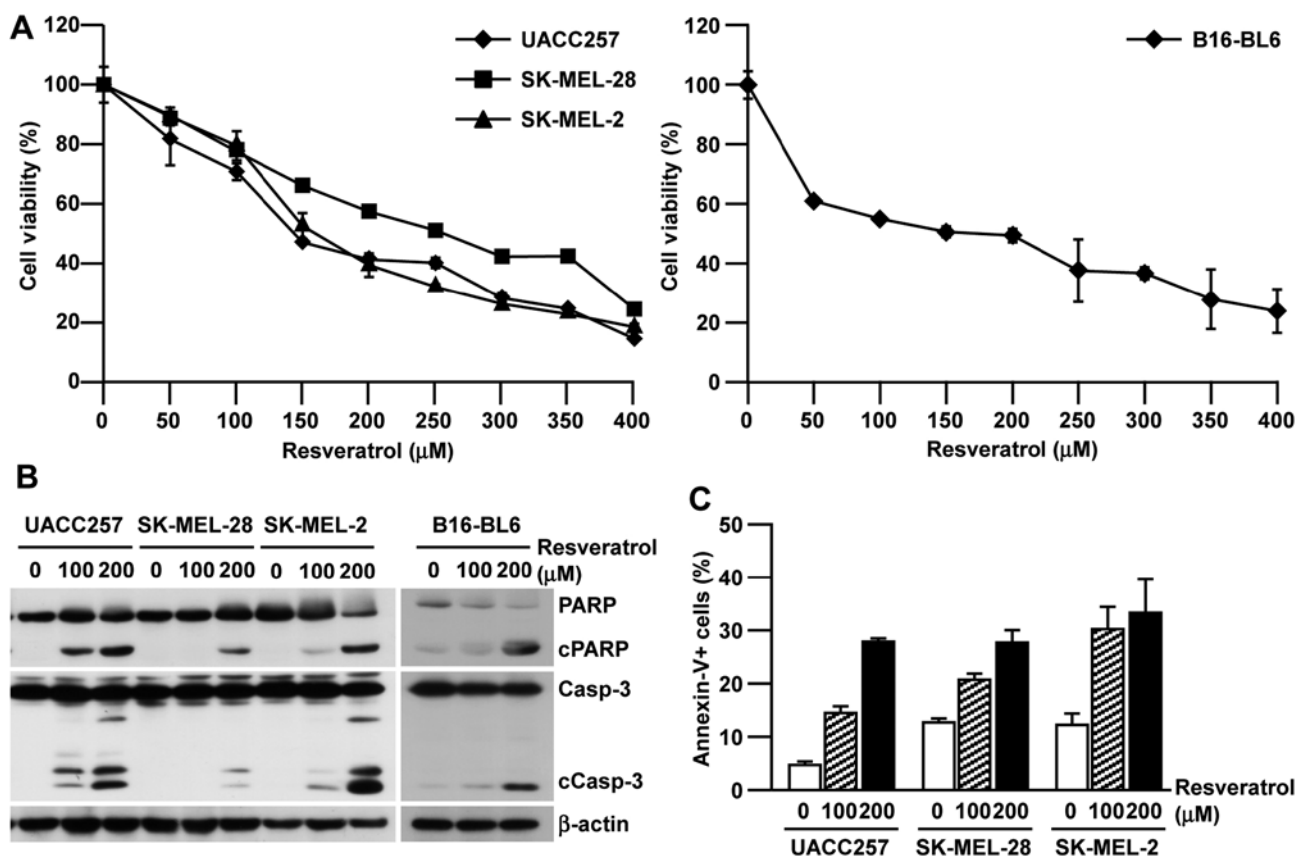 A
120
100
80
60
40
20
0
Cell viability (%)
UACC257
SK-MEL-28
SK-MEL-2
0 50 100 150 200 250 300 350 400
Resveratrol (μM)
120
100
80
60
40
20
0
Cell viability (%)
B16-BL6
0 50 100 150 200 250 300 350 400
Resveratrol (μM)
B
UACC257 SK-MEL-28 SK-MEL-2 B16-BL6
Resveratrol
0 100 200 0 100 200 0 100 200 0 100 200 (μM)
PARP
cPARP
Casp-3
cCasp-3
β-actin
C
50
40
30
20
10
0
Annexin-V+ cells (%)
Resveratrol
0 100 200 0 100 200 0 100 200 (μM)
UACC257 SK-MEL-28 SK-MEL-2